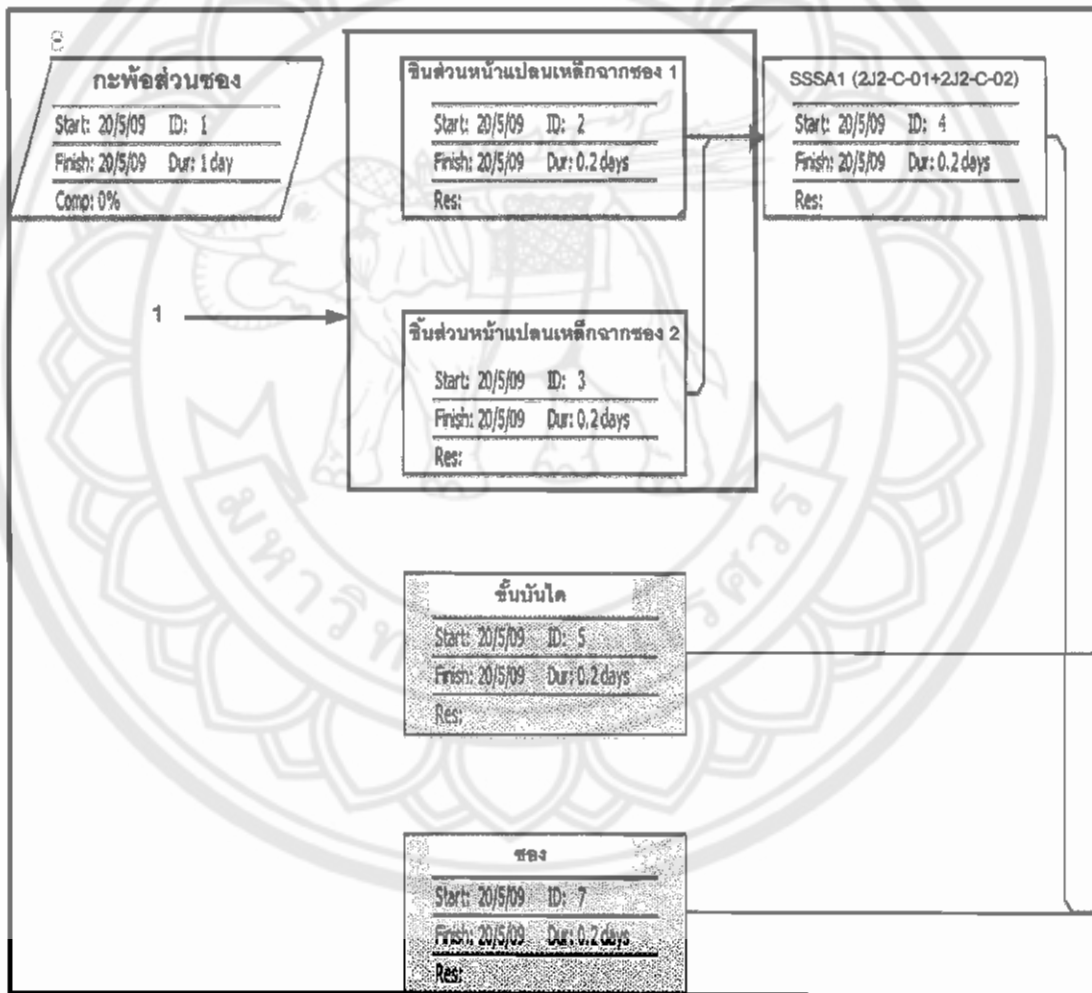 กะพ้อส่วนซอง
Start: 20/5/09 ID: 1
Finish: 20/5/09 Dur: 1 day
Comp: 0%
ชิ้นส่วนหน้าแปลนเหล็กฉากซอง 1
Start: 20/5/09 ID: 2
Finish: 20/5/09 Dur: 0.2 days
Res:
SSSA1 (2J2-C-01+2J2-C-02)
Start: 20/5/09 ID: 4
Finish: 20/5/09 Dur: 0.2 days
Res:
1
ชิ้นส่วนหน้าแปลนเหล็กฉากซอง 2
Start: 20/5/09 ID: 3
Finish: 20/5/09 Dur: 0.2 days
Res:
ขั้นบันได
Start: 20/5/09 ID: 5
Finish: 20/5/09 Dur: 0.2 days
Res:
ซอง
Start: 20/5/09 ID: 7
Finish: 20/5/09 Dur: 0.2 days
Res: